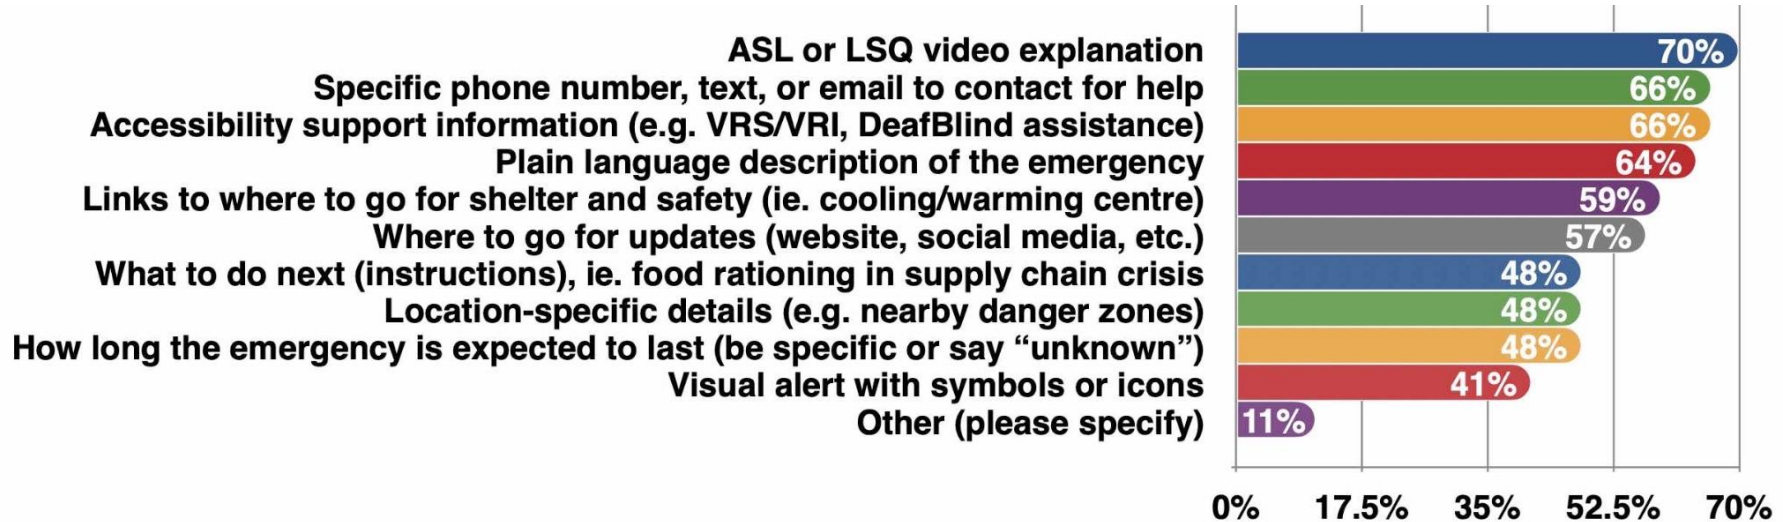 ASL or LSQ video explanation 70%
Specific phone number, text, or email to contact for help 66%
Accessibility support information (e.g. VRS/VRI, DeafBlind assistance) 66%
Plain language description of the emergency 64%
Links to where to go for shelter and safety (ie. cooling/warming centre) 59%
Where to go for updates (website, social media, etc.) 57%
What to do next (instructions), ie. food rationing in supply chain crisis 48%
Location-specific details (e.g. nearby danger zones) 48%
How long the emergency is expected to last (be specific or say “unknown”) 48%
Visual alert with symbols or icons 41%
Other (please specify) 11%
0% 17.5% 35% 52.5% 70%